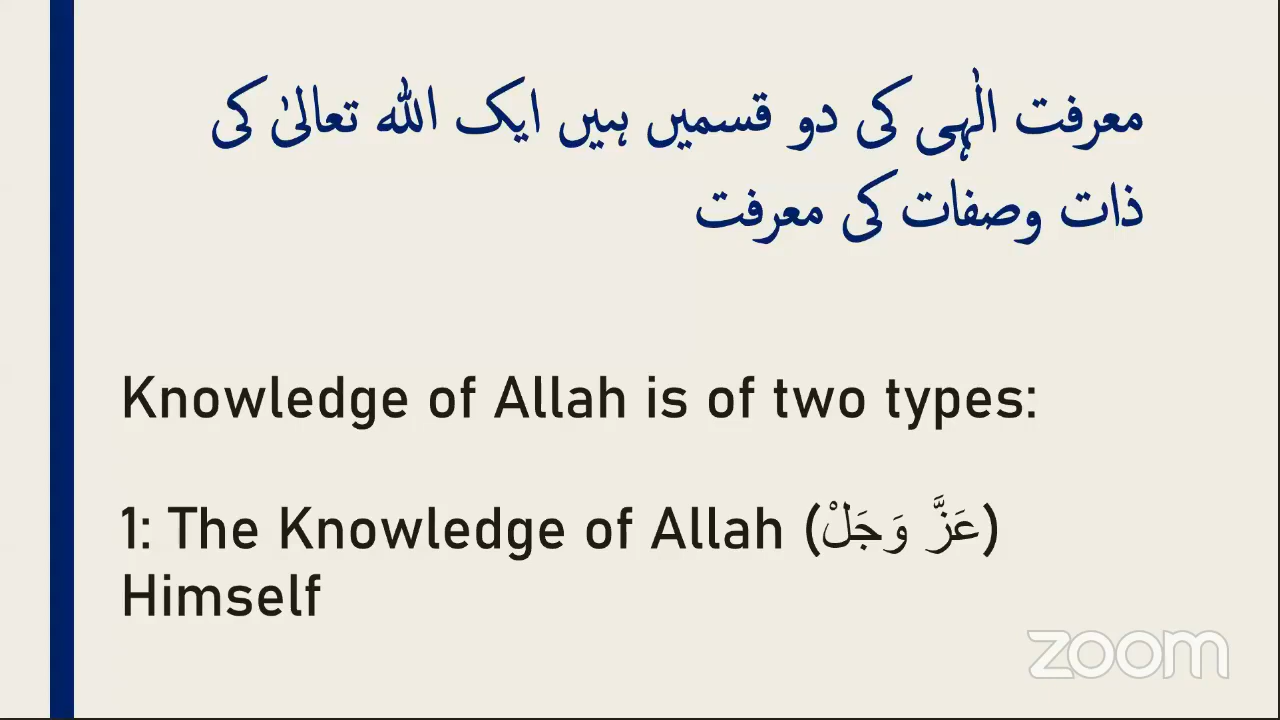 معرفت الٰہی کی دو قسمیں ہیں ایک اللہ تعالیٰ کی
ذات وصفات کی معرفت
Knowledge of Allah is of two types:
1: The Knowledge of Allah (عَزَّ وَجَلْ)
Himself
zoom